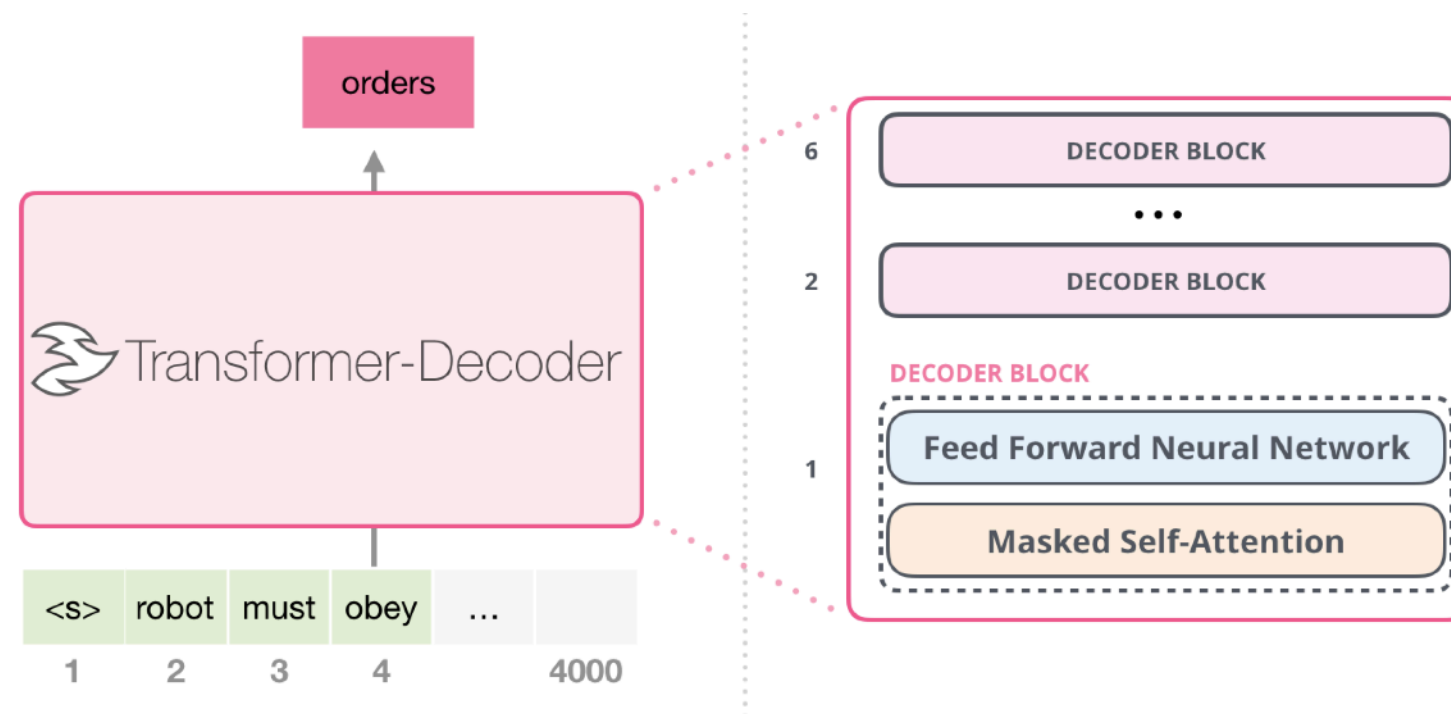 orders
Transformer-Decoder
<s> robot must obey ...
1 2 3 4 4000
6 DECODER BLOCK
...
2 DECODER BLOCK
DECODER BLOCK
1
Feed Forward Neural Network
Masked Self-Attention